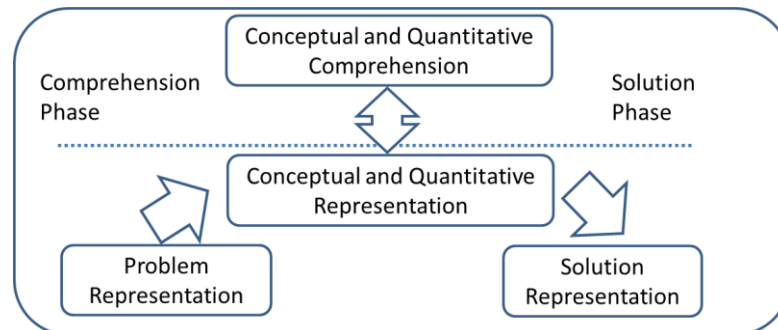 Conceptual and Quantitative
Comprehension
Comprehension
Phase
Solution
Phase
Conceptual and Quantitative
Representation
Problem
Representation
Solution
Representation